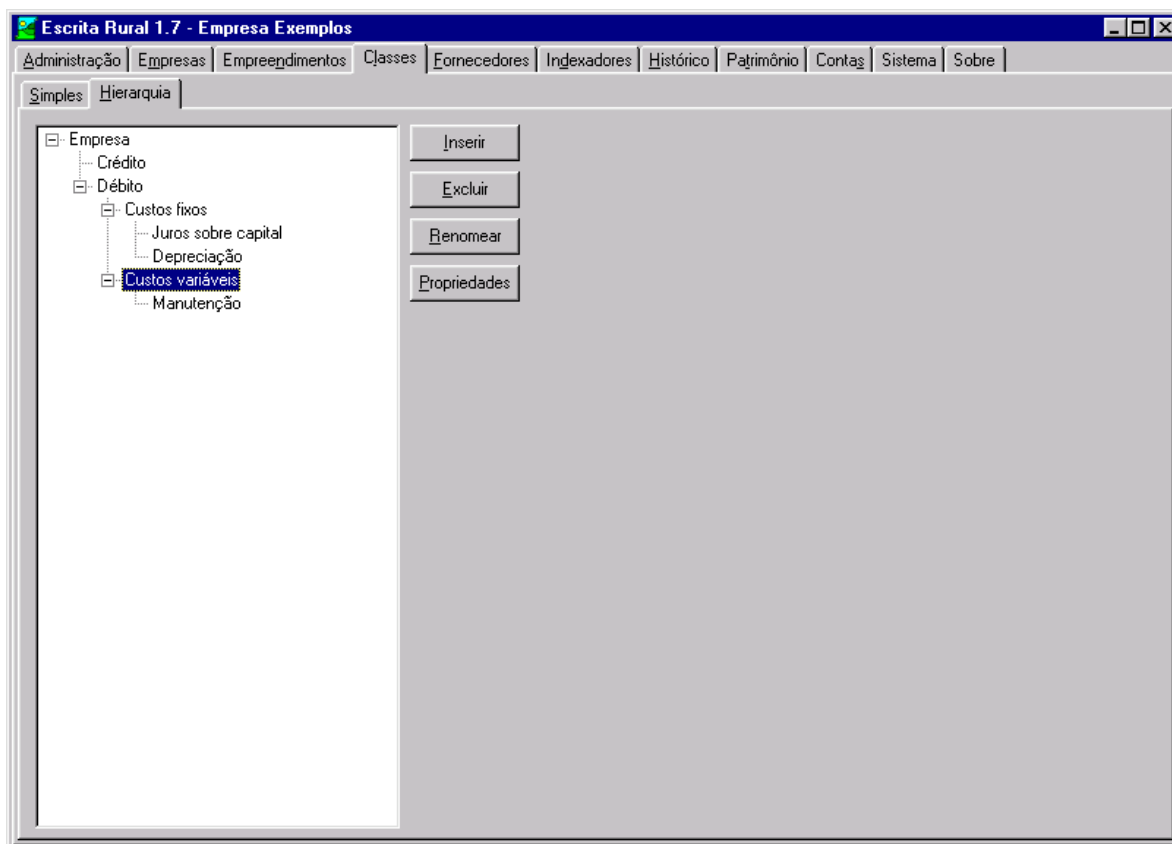 Escrita Rural 1.7 - Empresa Exemplos
Administração Empresas Empreendimentos Classes Fornecedores Indexadores Histórico Patrimônio Contas Sistema Sobre
Simples Hierarquia
Empresa
Crédito
Débito
Custos fixos
Juros sobre capital
Depreciação
Custos variáveis
Manutenção
Inserir
Excluir
Renomear
Propriedades